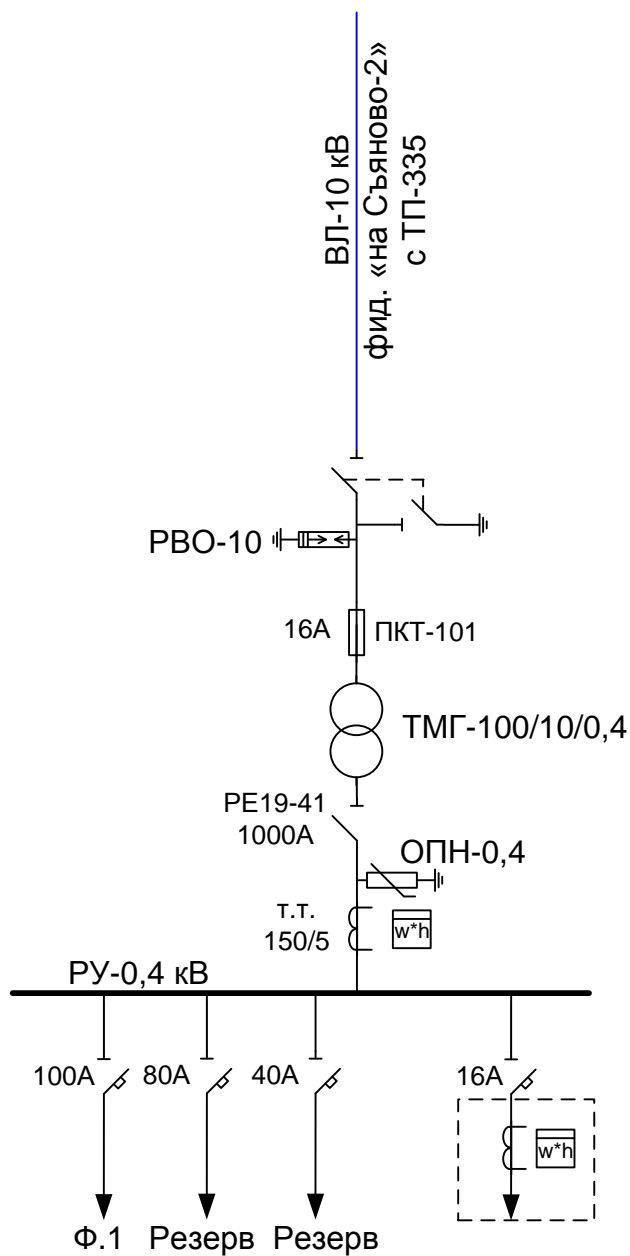 ВЛ-10 кВ
фид. «на Съяново-2»
с ТП-335
РВО-10
16А ПКТ-101
ТМГ-100/10/0,4
РЕ19-41
1000А
ОПН-0,4
т.т.
150/5
w*h
РУ-0,4 кВ
100А 80А 40А 16А
w*h
Ф.1 Резерв Резерв